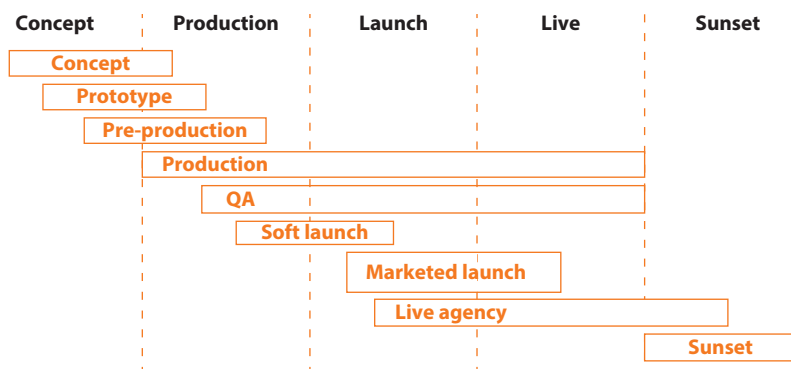 Concept Production Launch Live Sunset
Concept
Prototype
Pre-production
Production
QA
Soft launch
Marketed launch
Live agency
Sunset